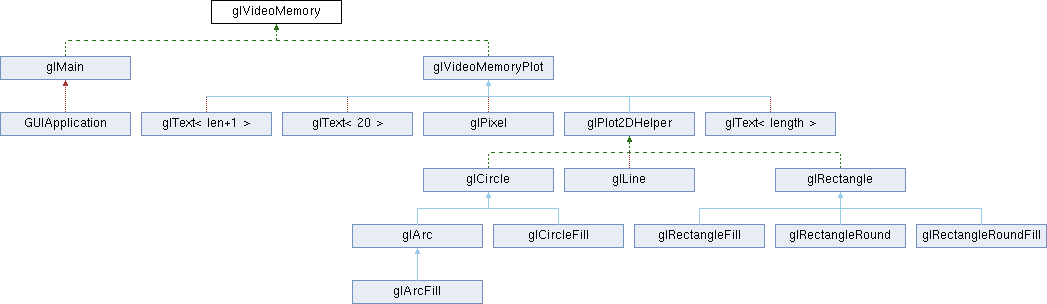 glVideoMemory
glMain
glVideoMemoryPlot
GUIApplication
glText< len+1 >
glText< 20 >
glPixel
glPlot2DHelper
glText< length >
glCircle
glLine
glRectangle
glArc
glCircleFill
glRectangleFill
glRectangleRound
glRectangleRoundFill
glArcFill